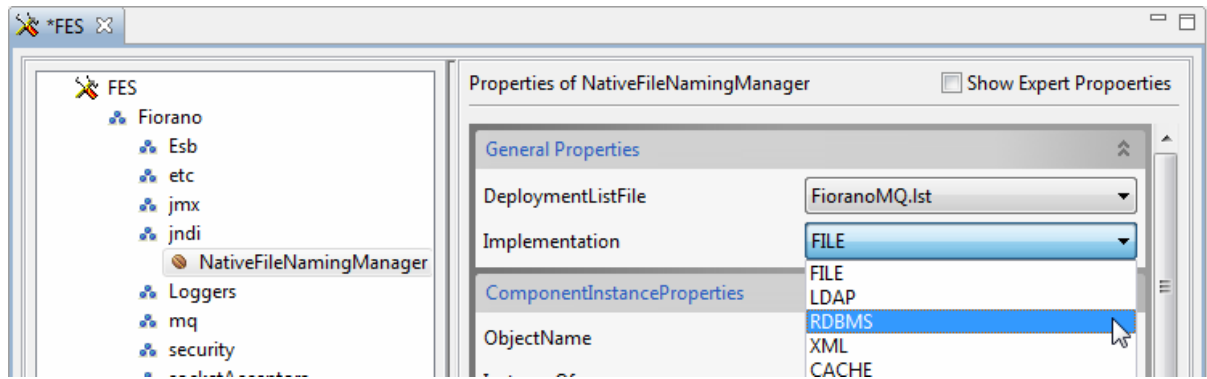 *FES
FES
Fiorano
Esb
etc
jmx
jndi
NativeFileNamingManager
Loggers
mq
security
Properties of NativeFileNamingManager
Show Expert Propoerties
General Properties
DeploymentListFile
FioranoMQ.lst
Implementation
FILE
FILE
LDAP
RDBMS
XML
CACHE
ComponentInstanceProperties
ObjectName